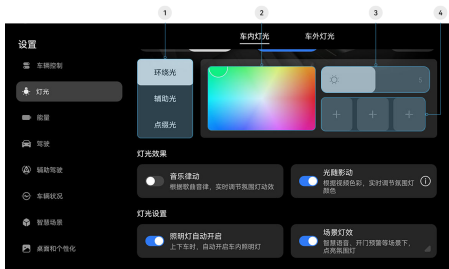 1
2
3
4
设置
车内灯光
车外灯光
车辆控制
灯光
能量
驾驶
辅助驾驶
车辆状况
智慧场景
桌面和个性化
环绕光
辅助光
点缀光
灯光效果
音乐律动
根据歌曲音律，实时调节氛围灯动效
光随影动
根据视频色彩，实时调节氛围灯
颜色
灯光设置
照明灯自动开启
上下车时，自动开启车内照明灯
场景灯效
智慧语音、开门预警等场景下，
点亮氛围灯